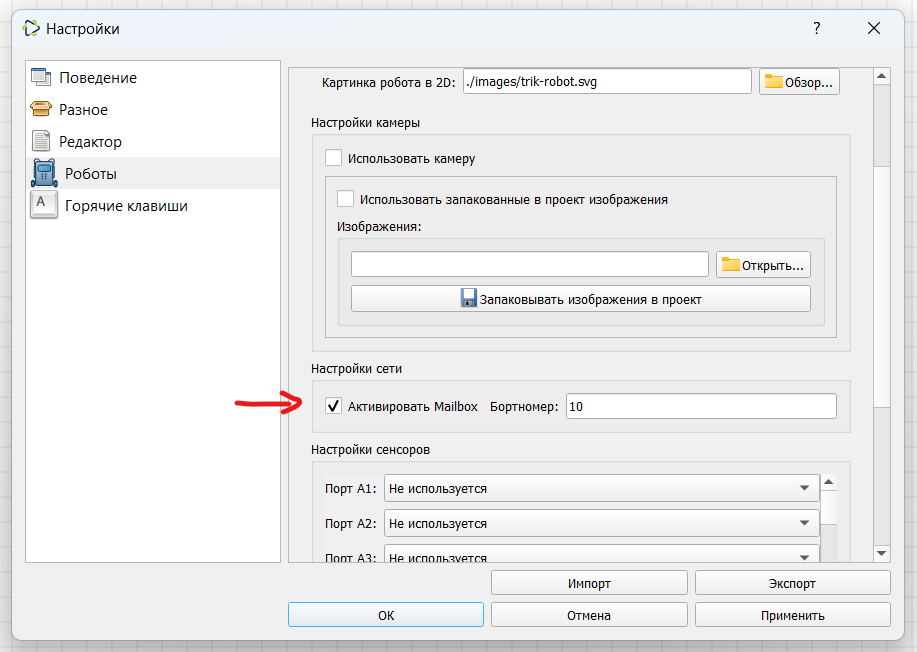 Настройки
?
Поведение
Разное
Редактор
Роботы
A
Горячие клавиши
Картинка робота в 2D: ./images/trik-robot.svg Обзор...
Настройки камеры
Использовать камеру
Использовать запакованные в проект изображения
Изображения:
Открыть...
Запаковывать изображения в проект
Настройки сети
Активировать Mailbox Бортномер: 10
Настройки сенсоров
Порт A1: Не используется
Порт A2: Не используется
Порт A3: Не используется
Импорт Экспорт
ОК Отмена Применить